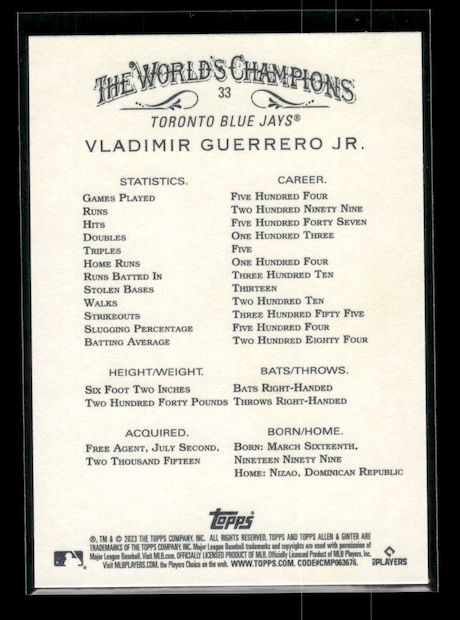 THE WORLD'S CHAMPIONS
33
TORONTO BLUE JAYS®
VLADIMIR GUERRERO JR.
STATISTICS. CAREER.
GAMES PLAYED FIVE HUNDRED FOUR
RUNS TWO HUNDRED NINETY NINE
HITS FIVE HUNDRED FORTY SEVEN
DOUBLES ONE HUNDRED THREE
TRIPLES FIVE
HOME RUNS ONE HUNDRED FOUR
RUNS BATTED IN THREE HUNDRED TEN
STOLEN BASES THIRTEEN
WALKS TWO HUNDRED TEN
STRIKEOUTS THREE HUNDRED FIFTY FIVE
SLUGGING PERCENTAGE FIVE HUNDRED FOUR
BATTING AVERAGE TWO HUNDRED EIGHTY FOUR
HEIGHT/WEIGHT. BATS/THROWS.
SIX FOOT TWO INCHES BATS RIGHT-HANDED
TWO HUNDRED FORTY POUNDS THROWS RIGHT-HANDED
ACQUIRED. BORN/HOME.
FREE AGENT, JULY SECOND, BORN: MARCH SIXTEENTH,
TWO THOUSAND FIFTEEN NINETEEN NINETY NINE
HOME: NIZAO, DOMINICAN REPUBLIC
Topps
®, TM & © 2023 THE TOPPS COMPANY, INC. ALL RIGHTS RESERVED. TOPPS AND TOPPS ALLEN & GINTER ARE
TRADEMARKS OF THE TOPPS COMPANY, INC. Major League Baseball trademarks and copyrights are used with permission of
Major League Baseball. Visit MLB.com. OFFICIALLY LICENSED PRODUCT OF MLB. Officially Licensed Product of MLB Players, Inc.
Visit MLBPLAYERS.COM, the Players Choice on the web. WWW.TOPPS.COM. CODE#CMP063676.
PLAYERS